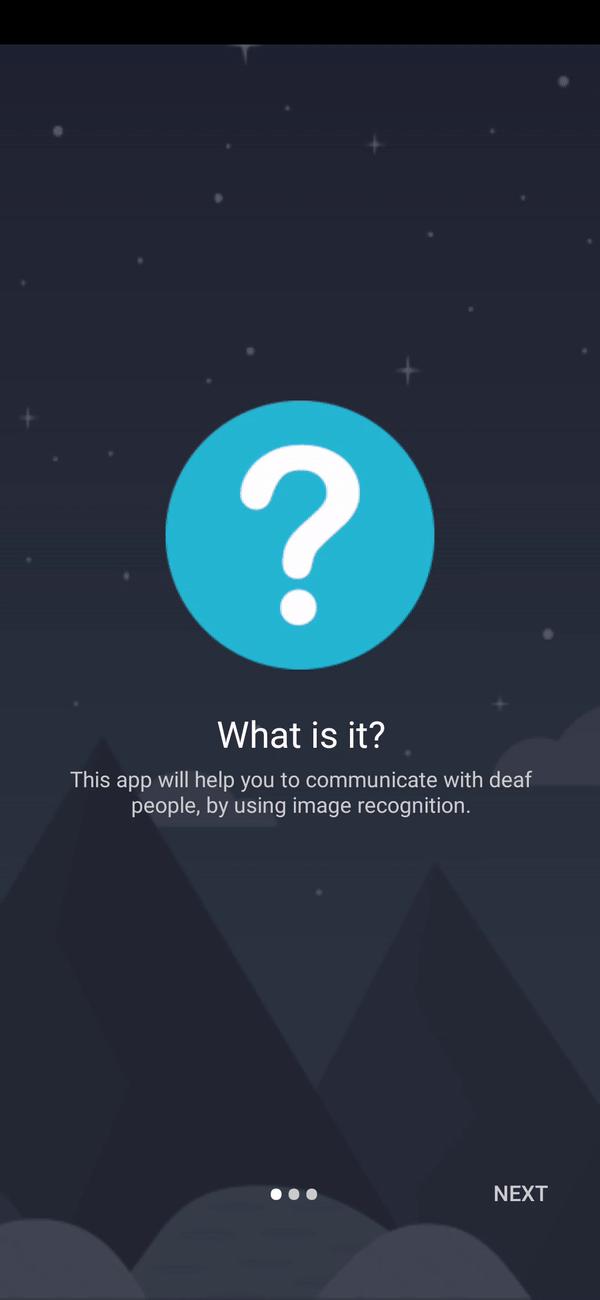 What is it?
This app will help you to communicate with deaf
people, by using image recognition.
NEXT